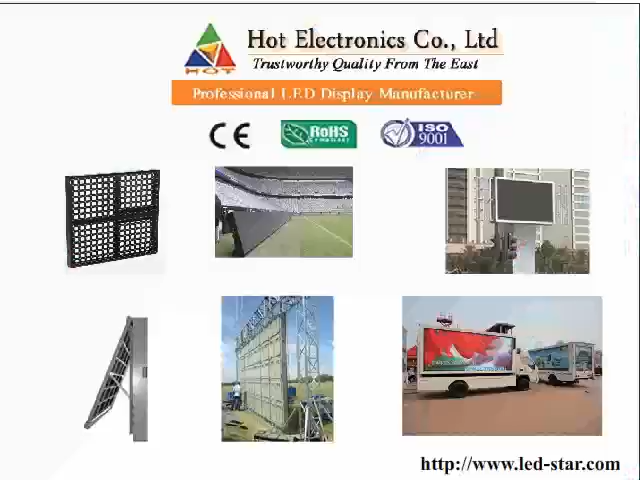 Hot Electronics Co., Ltd
HOT
Trustworthy Quality From The East
Professional LED Display Manufacturer
CE
RoHS
ISO
9001
http://www.led-star.com